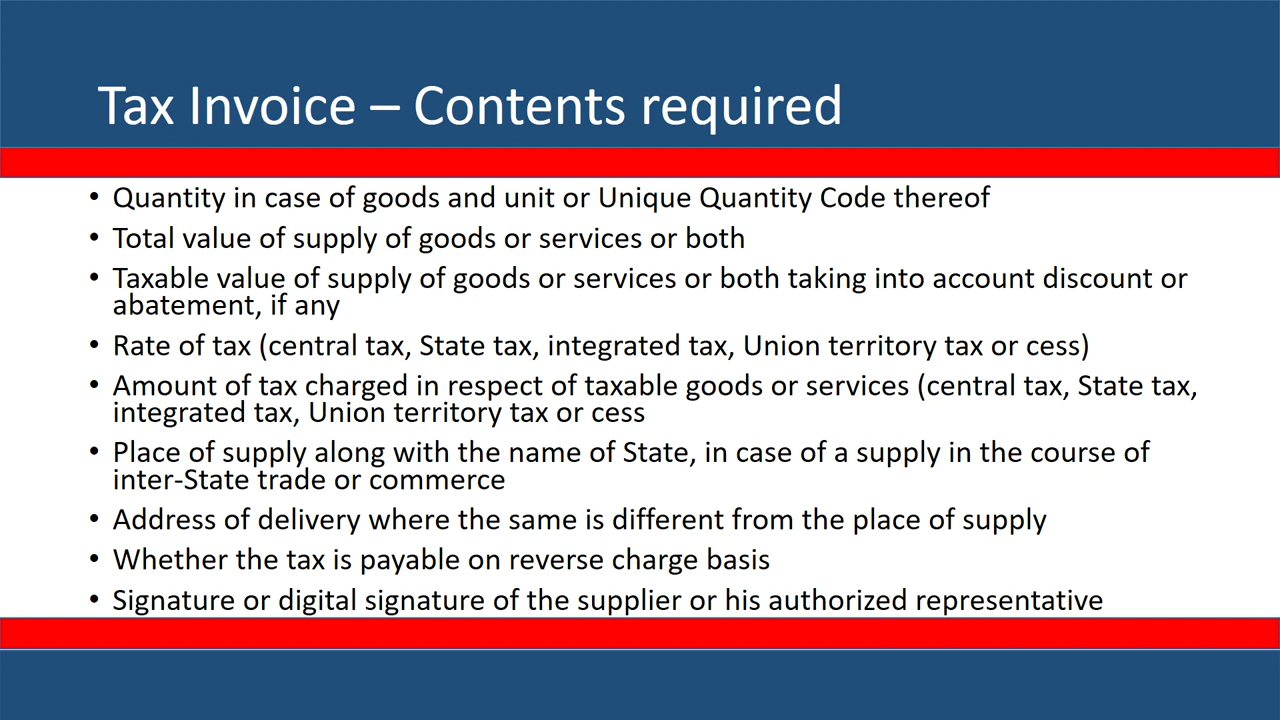 Tax Invoice – Contents required
• Quantity in case of goods and unit or Unique Quantity Code thereof
• Total value of supply of goods or services or both
• Taxable value of supply of goods or services or both taking into account discount or
abatement, if any
• Rate of tax (central tax, State tax, integrated tax, Union territory tax or cess)
• Amount of tax charged in respect of taxable goods or services (central tax, State tax,
integrated tax, Union territory tax or cess
• Place of supply along with the name of State, in case of a supply in the course of
inter-State trade or commerce
• Address of delivery where the same is different from the place of supply
• Whether the tax is payable on reverse charge basis
• Signature or digital signature of the supplier or his authorized representative